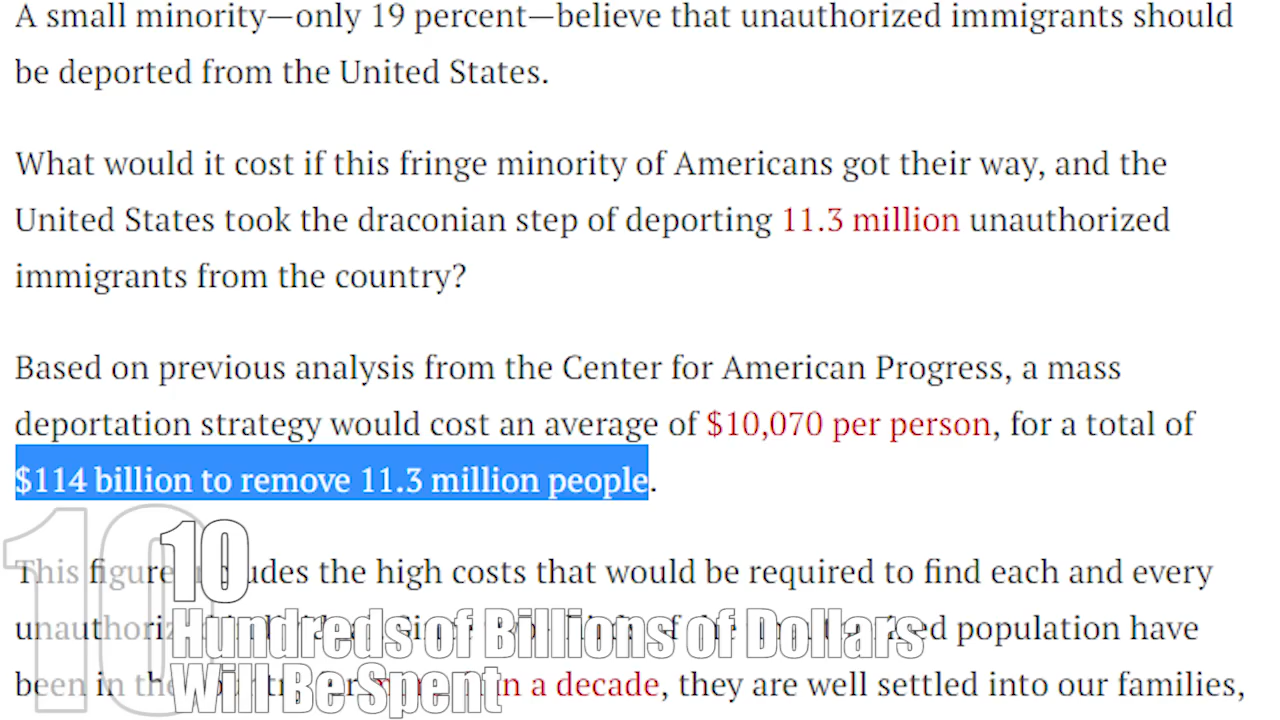 A small minority—only 19 percent—believe that unauthorized immigrants should
be deported from the United States.
What would it cost if this fringe minority of Americans got their way, and the
United States took the draconian step of deporting 11.3 million unauthorized
immigrants from the country?
Based on previous analysis from the Center for American Progress, a mass
deportation strategy would cost an average of $10,070 per person, for a total of
$114 billion to remove 11.3 million people.
This figure the high costs that would be required to find each and every
population have
been in a decade, they are well settled into our families,
10
10
Hundreds of Billions of Dollars
Will Be Spent